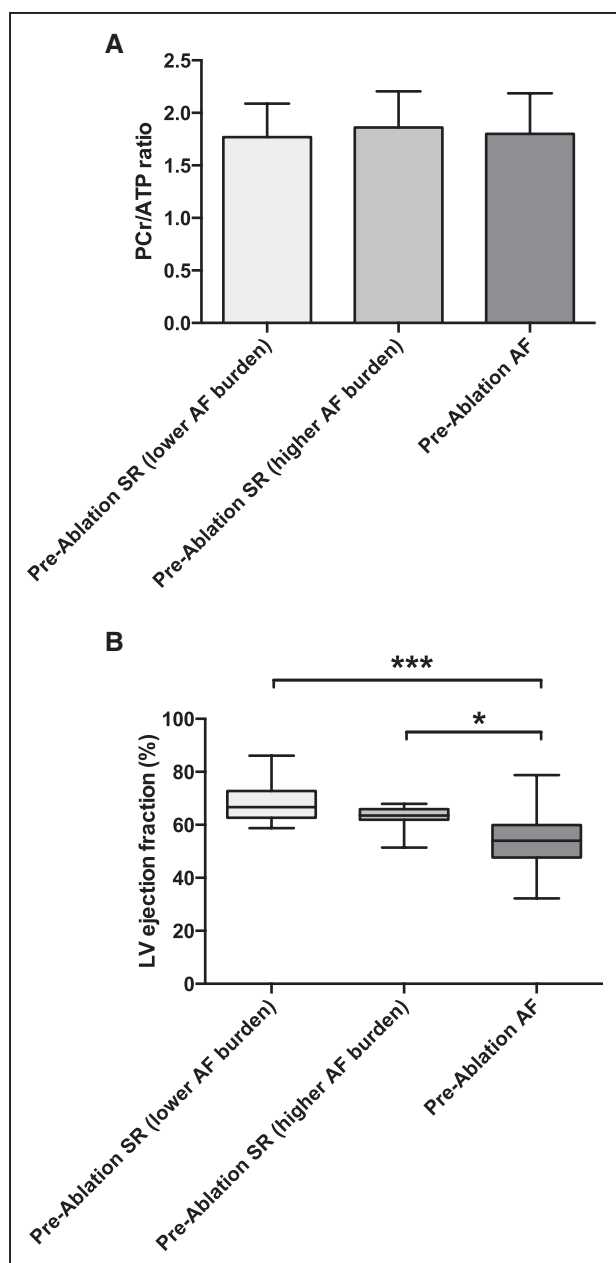 A
2.5
2.0
1.5
1.0
0.5
0.0
PCr/ATP ratio
Pre-Ablation SR (lower AF burden)
Pre-Ablation SR (higher AF burden)
Pre-Ablation AF
B
***
*
100
80
60
40
20
0
LV ejection fraction (%)
Pre-Ablation SR (lower AF burden)
Pre-Ablation SR (higher AF burden)
Pre-Ablation AF